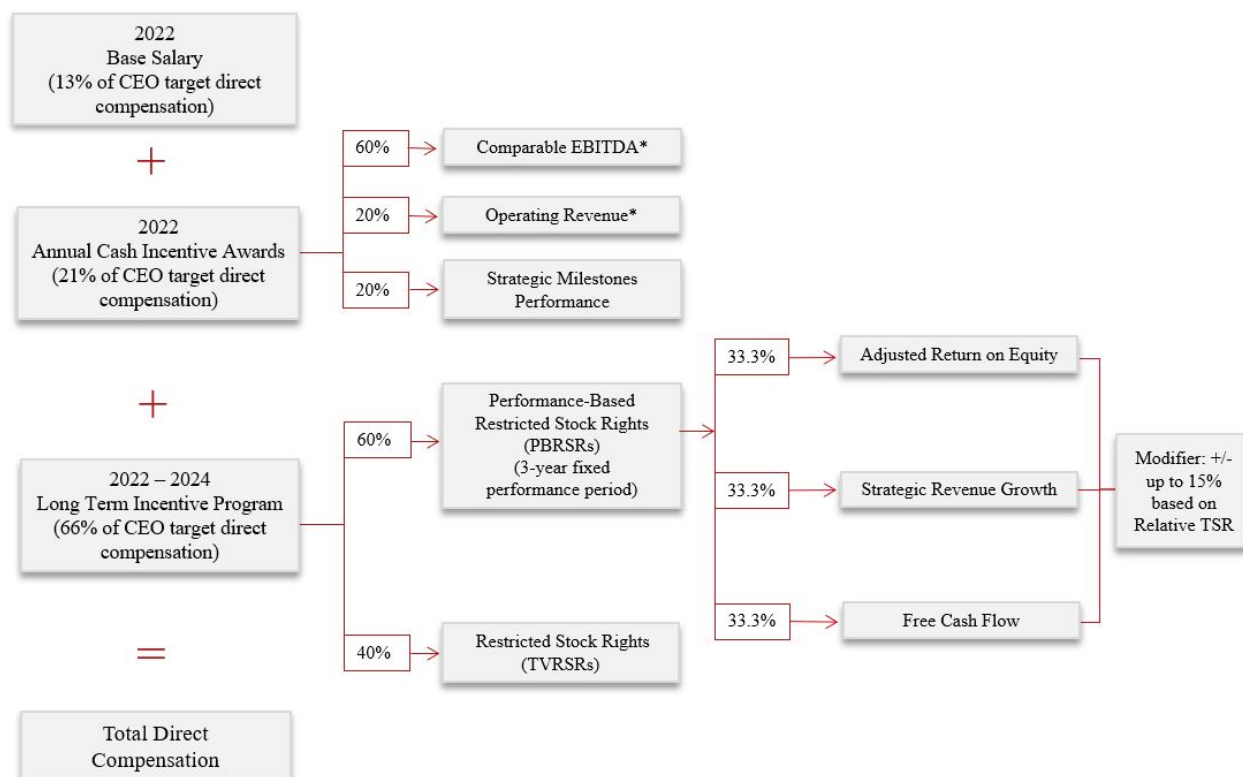 2022
Base Salary
(13% of CEO target direct
compensation)
+
2022
Annual Cash Incentive Awards
(21% of CEO target direct
compensation)
60%
Comparable EBITDA*
20%
Operating Revenue*
20%
Strategic Milestones
Performance
+
2022 – 2024
Long Term Incentive Program
(66% of CEO target direct
compensation)
60%
Performance-Based
Restricted Stock Rights
(PBRSRs)
(3-year fixed
performance period)
33.3%
Adjusted Return on Equity
33.3%
Strategic Revenue Growth
33.3%
Free Cash Flow
Modifier: +/-
up to 15%
based on
Relative TSR
40%
Restricted Stock Rights
(TVRSRs)
=
Total Direct
Compensation